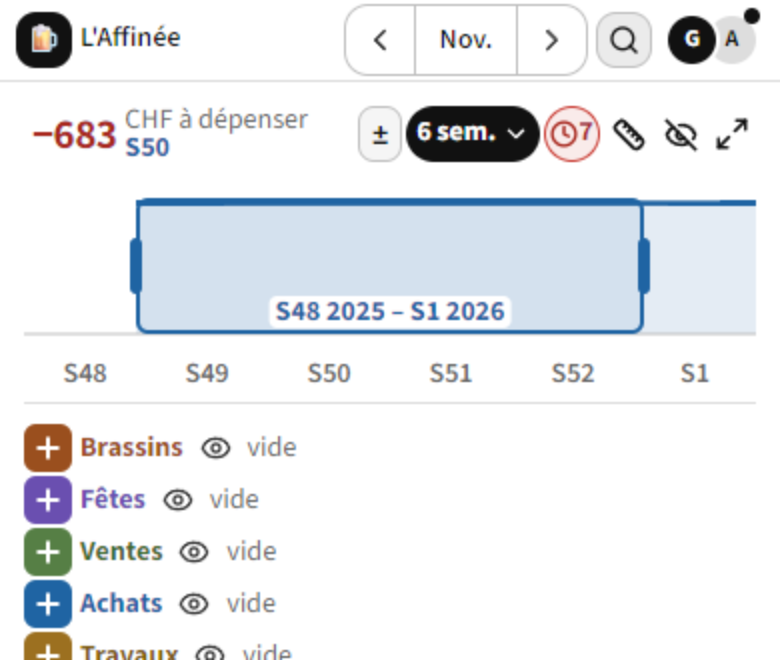 L'Affinée
Nov.
G A
−683 CHF à dépenser
S50
±
6 sem.
7
S48 2025 – S1 2026
S48 S49 S50 S51 S52 S1
+ Brassins vide
+ Fêtes vide
+ Ventes vide
+ Achats vide
+ Travaux vide